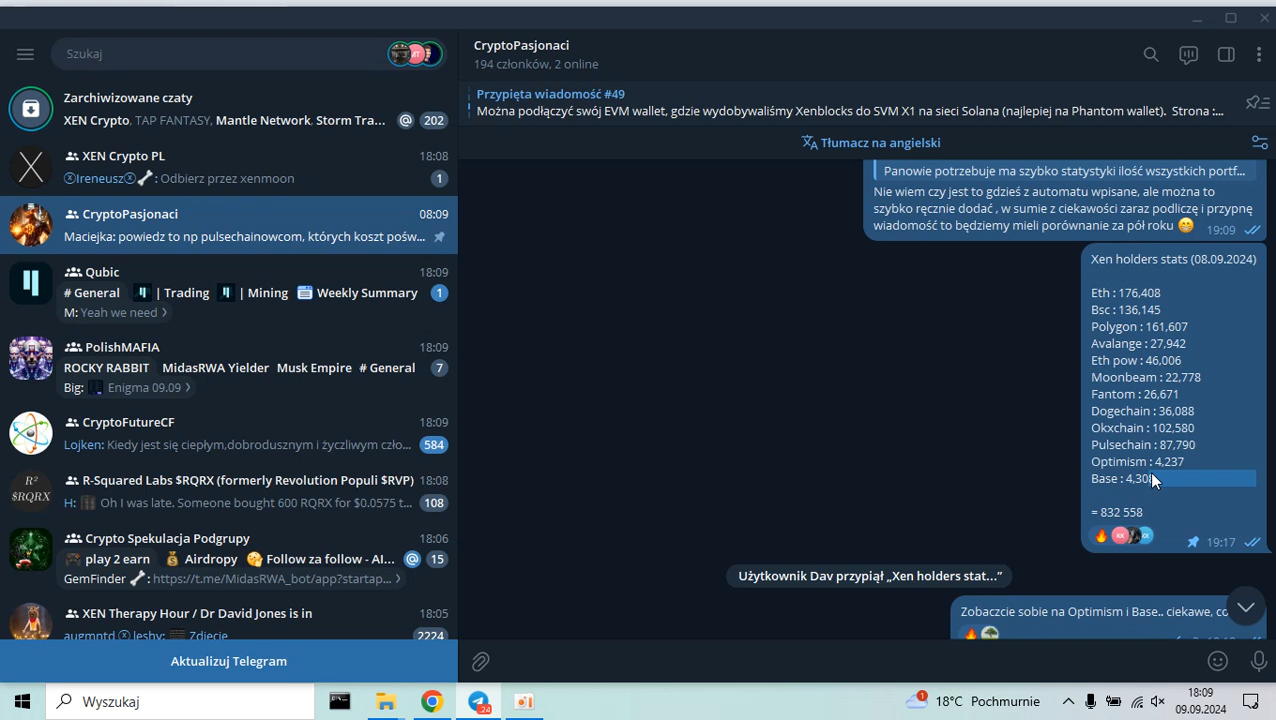 Szukaj
Zarchiwizowane czaty
XEN Crypto, TAP FANTASY, Mantle Network, Storm Tra...
@ 202
XEN Crypto PL
18:08
ⓍIreneuszⓍ🦴: Odbierz przez xenmoon
1
CryptoPasjonaci
08:09
Maciejka: powiedz to np pulsechainowcom, których koszt pośw...
Qubic
18:09
# General | Trading | Mining 🗓 Weekly Summary
1
M: Yeah we need >
PolishMAFIA
18:09
ROCKY RABBIT MidasRWA Yielder Musk Empire # General
7
Big: Enigma 09.09 >
CryptoFutureCF
18:09
Lojken: Kiedy jest się ciepłym,dobrodusznym i życzliwym czło...
584
R-Squared Labs $RQRX (formerly Revolution Populi $RVP)
18:08
H: Oh I was late. Someone bought 600 RQRX for $0.0575 t...
108
Crypto Spekulacja Podgrupy
18:06
🎮 play 2 earn 💰 Airdropy 🤔 Follow za follow - AI...
@ 15
GemFinder 🦴: https://t.me/MidasRWA_bot/app?startap... >
XEN Therapy Hour / Dr David Jones is in
18:05
augmntd Ⓧ leshy: Zdjęcie
2224
Aktualizuj Telegram
CryptoPasjonaci
194 członków, 2 online
Przypięta wiadomość #49
Można podłączyć swój EVM wallet, gdzie wydobywaliśmy Xenblocks do SVM X1 na sieci Solana (najlepiej na Phantom wallet). Strona :...
Tłumacz na angielski
Panowie potrzebuje ma szybko statystyki ilość wszystkich portf...
Nie wiem czy jest to gdzieś z automatu wpisane, ale można to
szybko ręcznie dodać , w sumie z ciekawości zaraz podliczę i przypnę
wiadomość to będziemy mieli porównanie za pół roku 😁
19:09
Xen holders stats (08.09.2024)
Eth : 176,408
Bsc : 136,145
Polygon : 161,607
Avalange : 27,942
Eth pow : 46,006
Moonbeam : 22,778
Fantom : 26,671
Dogechain : 36,088
Okxchain : 102,580
Pulsechain : 87,790
Optimism : 4,237
Base :
= 832 558
19:17
Użytkownik Dav przypiął „Xen holders stat...”
Zobaczcie sobie na Optimism i Base.. ciekawe, co
Wyszukaj
24
1
18°C Pochmurnie
18:09
09.09.2024